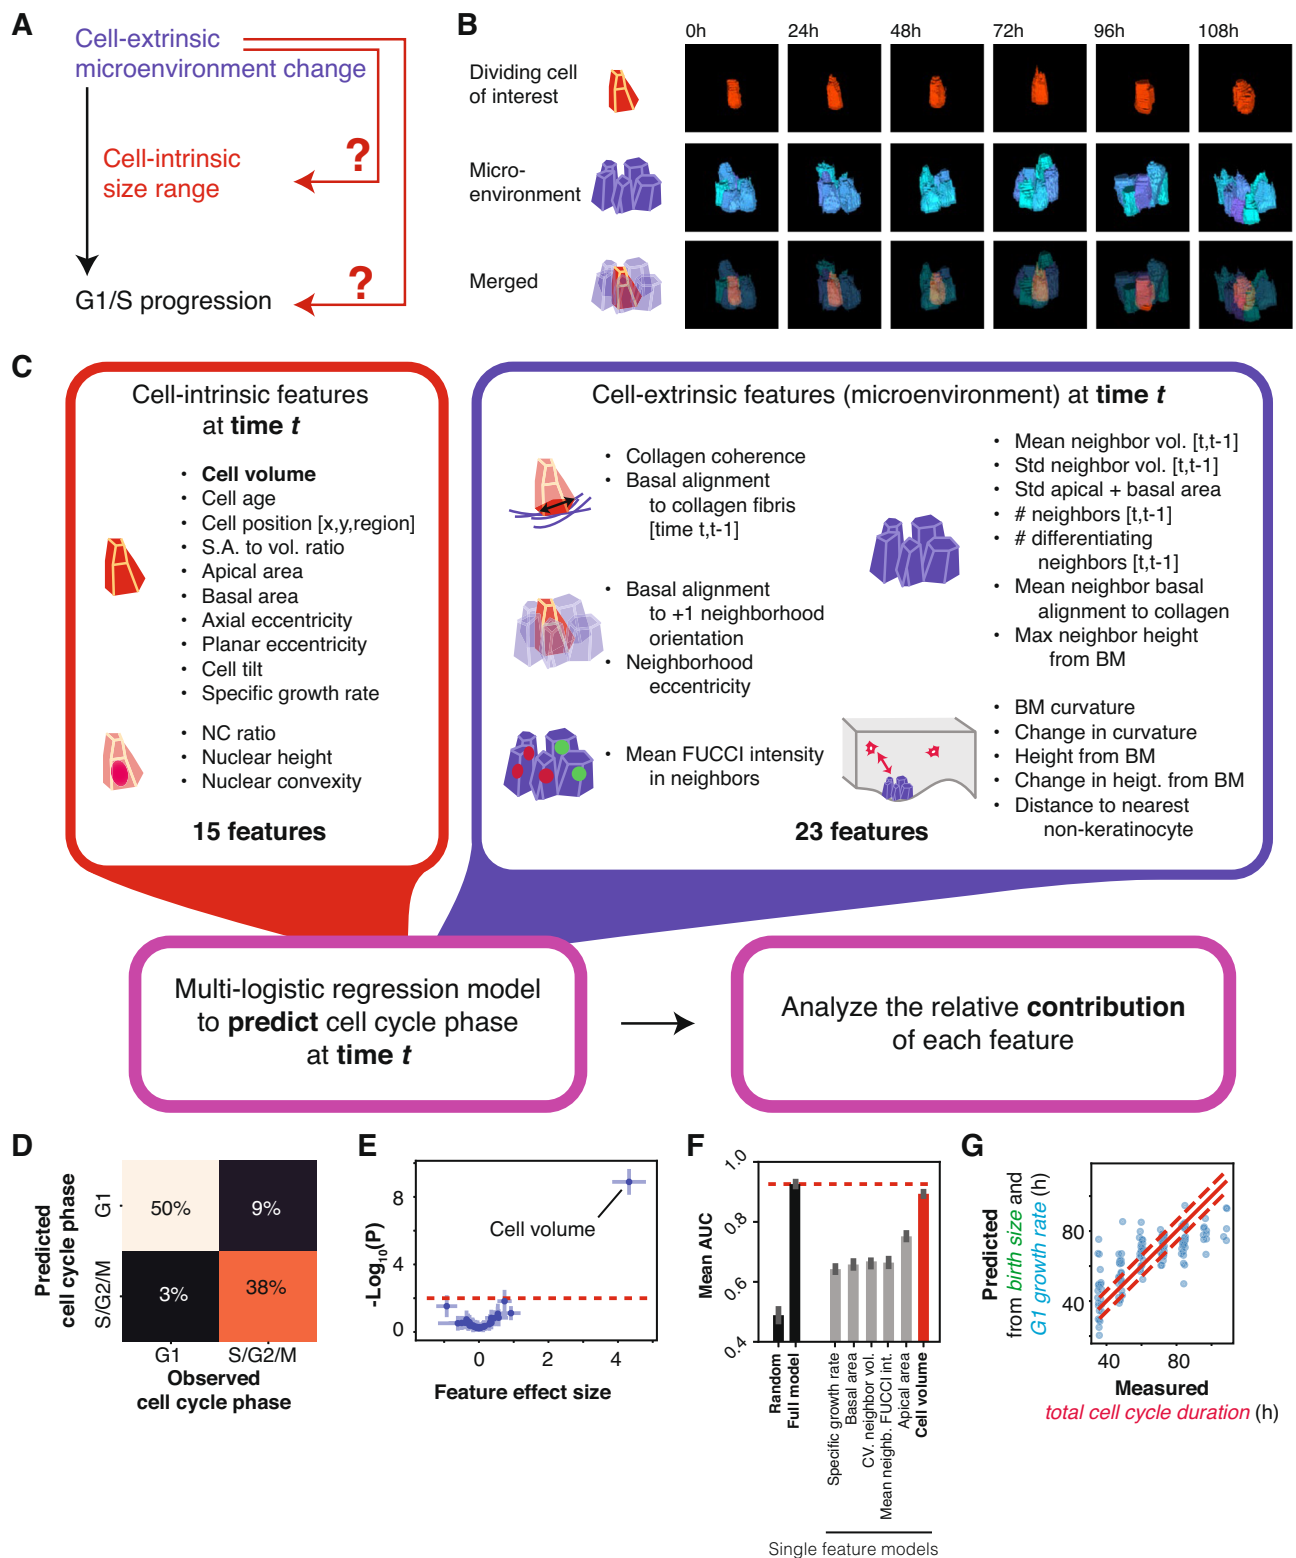 A
Cell-extrinsic
microenvironment change
?
Cell-intrinsic
size range
?
G1/S progression
B
0h 24h 48h 72h 96h 108h
Dividing cell
of interest
Micro-
environment
Merged
C
Cell-intrinsic features
at time t
• Cell volume
• Cell age
• Cell position [x,y,region]
• S.A. to vol. ratio
• Apical area
• Basal area
• Axial eccentricity
• Planar eccentricity
• Cell tilt
• Specific growth rate
• NC ratio
• Nuclear height
• Nuclear convexity
15 features
Cell-extrinsic features (microenvironment) at time t
• Collagen coherence
• Basal alignment
to collagen fibris
[time t,t-1]
• Basal alignment
to +1 neighborhood
orientation
• Neighborhood
eccentricity
• Mean FUCCI intensity
in neighbors
• Mean neighbor vol. [t,t-1]
• Std neighbor vol. [t,t-1]
• Std apical + basal area
• # neighbors [t,t-1]
• # differentiating
neighbors [t,t-1]
• Mean neighbor basal
alignment to collagen
• Max neighbor height
from BM
• BM curvature
• Change in curvature
• Height from BM
• Change in heigt. from BM
• Distance to nearest
non-keratinocyte
23 features
Multi-logistic regression model
to predict cell cycle phase
at time t
Analyze the relative contribution
of each feature
D
Predicted
cell cycle phase
G1
S/G2/M
50% 9%
3% 38%
G1 S/G2/M
Observed
cell cycle phase
E
-Log10(P)
8
4
0
Cell volume
0 2 4
Feature effect size
F
Mean AUC
1.0
0.8
0.6
0.4
Random
Full model
Specific growth rate
Basal area
CV. neighbor vol.
Mean neighb. FUCCI int.
Apical area
Cell volume
Single feature models
G
Predicted
from birth size and
G1 growth rate (h)
80
40
40 80
Measured
total cell cycle duration (h)